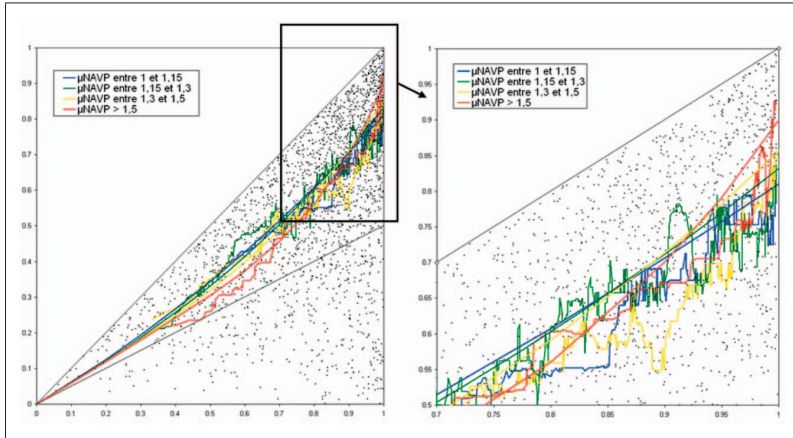 µNAVP entre 1 et 1,15
µNAVP entre 1,15 et 1,3
µNAVP entre 1,3 et 1,5
µNAVP > 1,5
1
0.9
0.8
0.7
0.6
0.5
0.4
0.3
0.2
0.1
0
0 0.1 0.2 0.3 0.4 0.5 0.6 0.7 0.8 0.9 1
µNAVP entre 1 et 1,15
µNAVP entre 1,15 et 1,3
µNAVP entre 1,3 et 1,5
µNAVP > 1,5
1
0.95
0.9
0.85
0.8
0.75
0.7
0.65
0.6
0.55
0.5
0.7 0.75 0.8 0.85 0.9 0.95 1